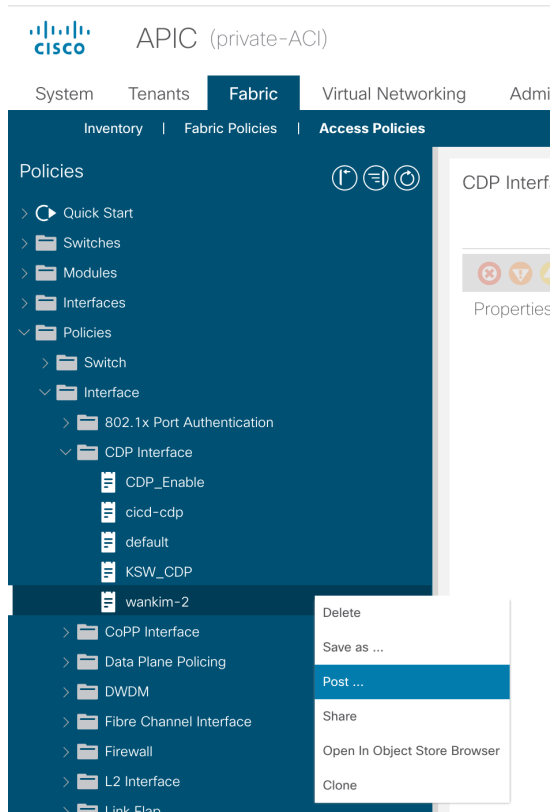 CISCO APIC (private-ACI)
System Tenants Fabric Virtual Networking Admi
Inventory | Fabric Policies | Access Policies
Policies
CDP Interf
Quick Start
Switches
Modules
Interfaces
Properties
Policies
Switch
Interface
802.1x Port Authentication
CDP Interface
CDP_Enable
cicd-cdp
default
KSW_CDP
wankim-2
Delete
CoPP Interface
Save as ...
Data Plane Policing
Post ...
DWDM
Share
Fibre Channel Interface
Firewall
Open In Object Store Browser
L2 Interface
Clone
Link Flap